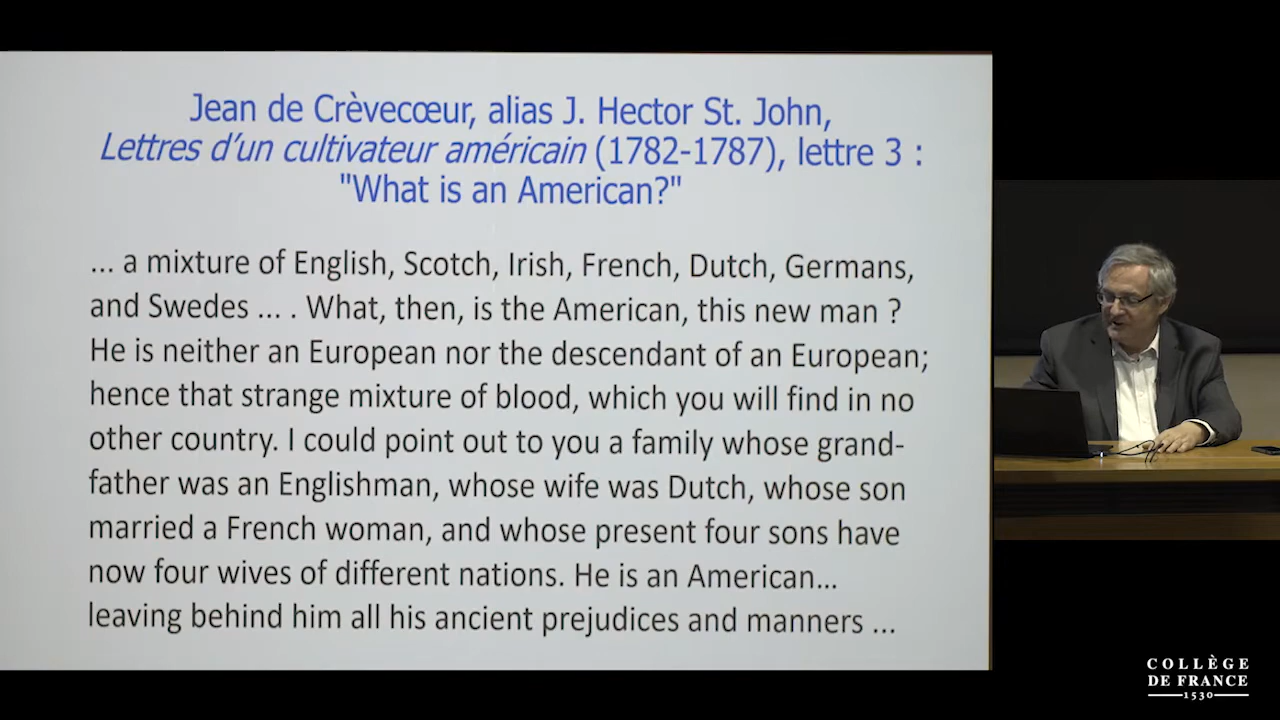 Jean de Crèvecœur, alias J. Hector St. John,
Lettres d'un cultivateur américain (1782-1787), lettre 3 :
"What is an American?"
... a mixture of English, Scotch, Irish, French, Dutch, Germans,
and Swedes ... . What, then, is the American, this new man ?
He is neither an European nor the descendant of an European;
hence that strange mixture of blood, which you will find in no
other country. I could point out to you a family whose grand-
father was an Englishman, whose wife was Dutch, whose son
married a French woman, and whose present four sons have
now four wives of different nations. He is an American...
leaving behind him all his ancient prejudices and manners ...
COLLÈGE
DE FRANCE
1530